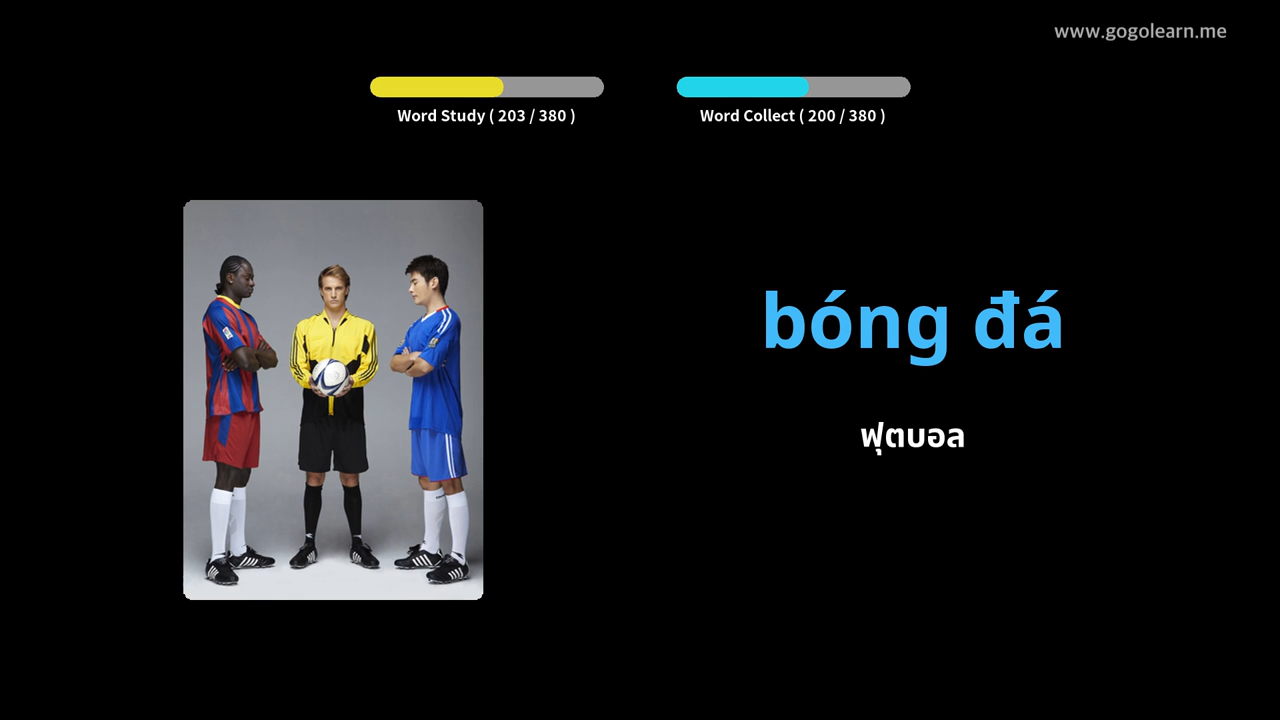 www.gogolearn.me
Word Study ( 203 / 380 )
Word Collect ( 200 / 380 )
bóng đá
ฟุตบอล